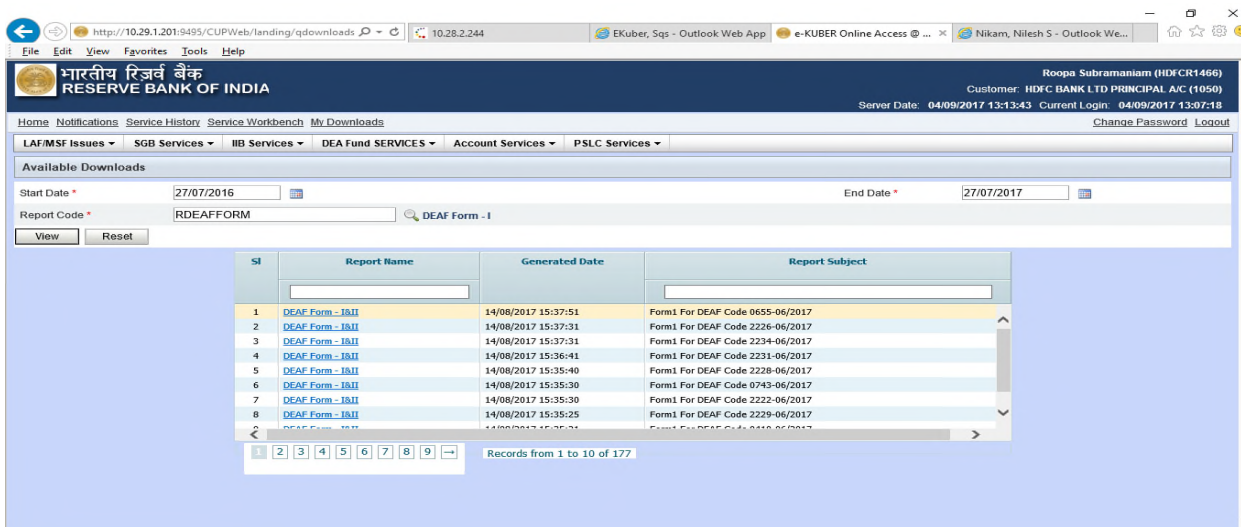 http://10.29.1.201:9495/CUPWeb/landing/qdownloads
10.28.2.244
EKuber, Sqs - Outlook Web App
e-KUBER Online Access @ ...
Nikam, Nilesh S - Outlook We...
File Edit View Favorites Tools Help
भारतीय रिज़र्व बैंक
RESERVE BANK OF INDIA
Roopa Subramaniam (HDFCR1466)
Customer: HDFC BANK LTD PRINCIPAL A/C (1050)
Server Date: 04/09/2017 13:13:43 Current Login: 04/09/2017 13:07:18
Home Notifications Service History Service Workbench My Downloads Change Password Logout
LAF/MSF Issues SGB Services IIB Services DEA Fund SERVICES Account Services PSLC Services
Available Downloads
Start Date * 27/07/2016 End Date * 27/07/2017
Report Code * RDEAFFORM DEAF Form - I
View Reset
Sl Report Name Generated Date Report Subject
1 DEAF Form - I&II 14/08/2017 15:37:51 Form1 For DEAF Code 0655-06/2017
2 DEAF Form - I&II 14/08/2017 15:37:31 Form1 For DEAF Code 2226-06/2017
3 DEAF Form - I&II 14/08/2017 15:37:31 Form1 For DEAF Code 2234-06/2017
4 DEAF Form - I&II 14/08/2017 15:36:41 Form1 For DEAF Code 2231-06/2017
5 DEAF Form - I&II 14/08/2017 15:35:40 Form1 For DEAF Code 2228-06/2017
6 DEAF Form - I&II 14/08/2017 15:35:30 Form1 For DEAF Code 0743-06/2017
7 DEAF Form - I&II 14/08/2017 15:35:30 Form1 For DEAF Code 2222-06/2017
8 DEAF Form - I&II 14/08/2017 15:35:25 Form1 For DEAF Code 2229-06/2017
1 2 3 4 5 6 7 8 9 → Records from 1 to 10 of 177